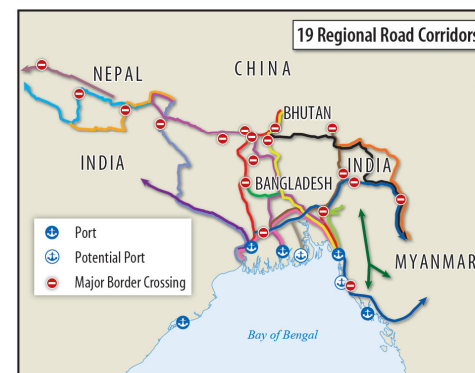 19 Regional Road Corridors
CHINA
NEPAL
BHUTAN
INDIA
INDIA
BANGLADESH
MYANMAR
Port
Potential Port
Major Border Crossing
Bay of Bengal